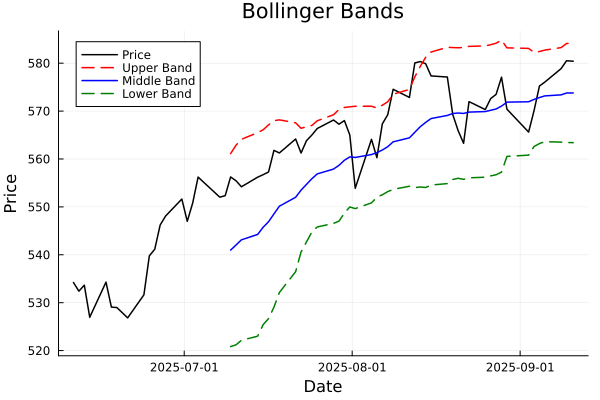 Bollinger Bands
Price
Upper Band
Middle Band
Lower Band
580
570
560
550
540
530
520
Price
2025-07-01
2025-08-01
2025-09-01
Date